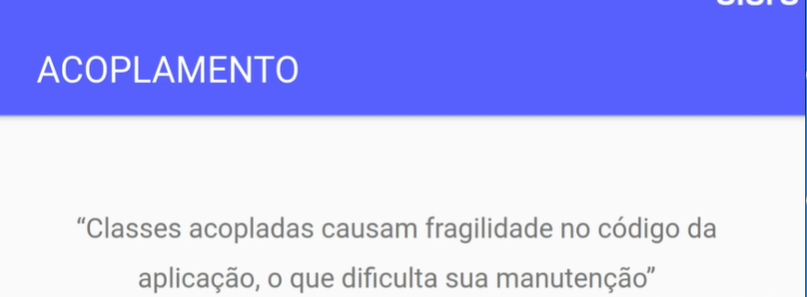 ACOPLAMENTO
“Classes acopladas causam fragilidade no código da
aplicação, o que dificulta sua manutenção”